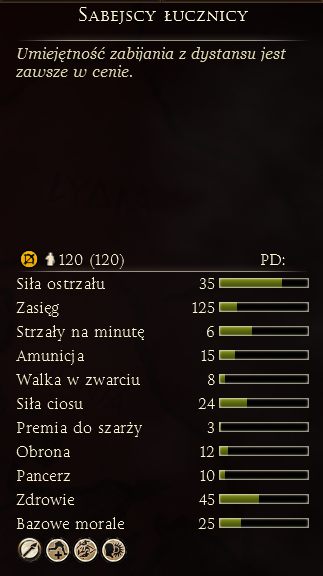 Sabejscy łucznicy
Umiejętność zabijania z dystansu jest
zawsze w cenie.
120 (120) PD:
Siła ostrzału 35
Zasięg 125
Strzały na minutę 6
Amunicja 15
Walka w zwarciu 8
Siła ciosu 24
Premia do szarży 3
Obrona 12
Pancerz 10
Zdrowie 45
Bazowe morale 25